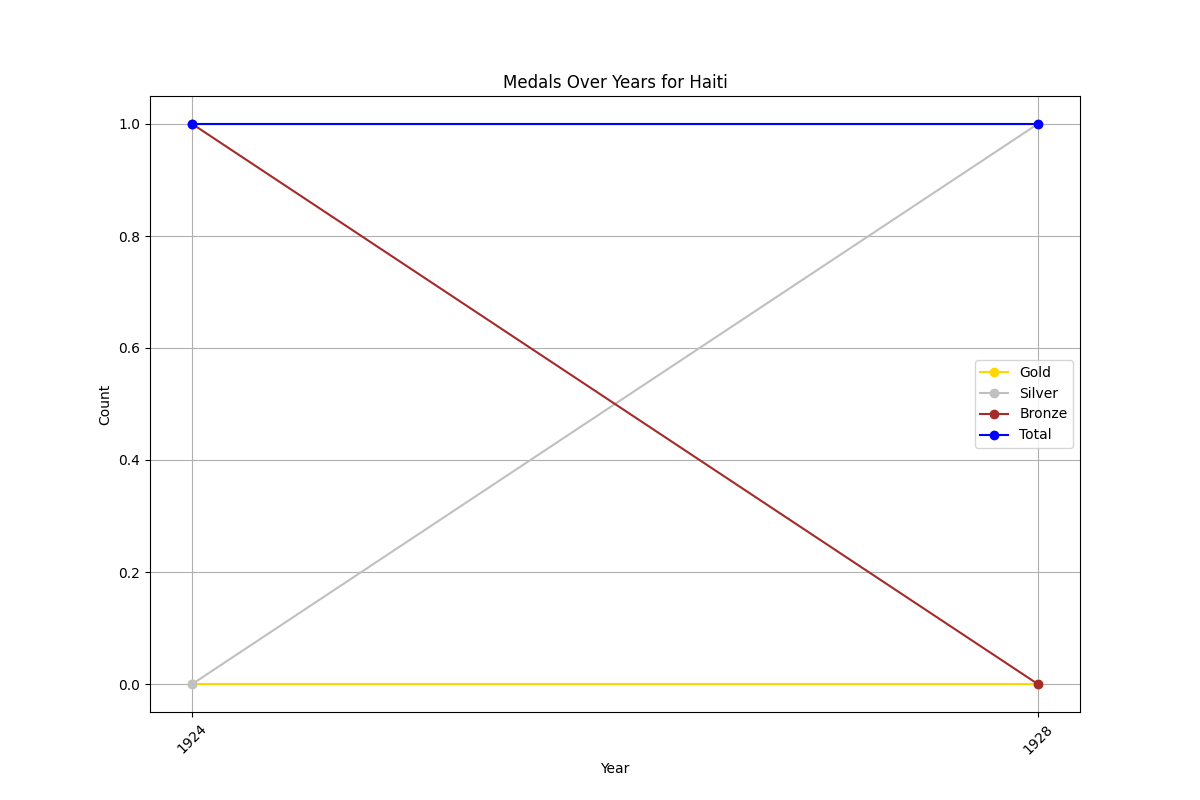 Medals Over Years for Haiti
1.0
0.8
0.6
0.4
0.2
0.0
Count
Gold
Silver
Bronze
Total
1924
1928
Year